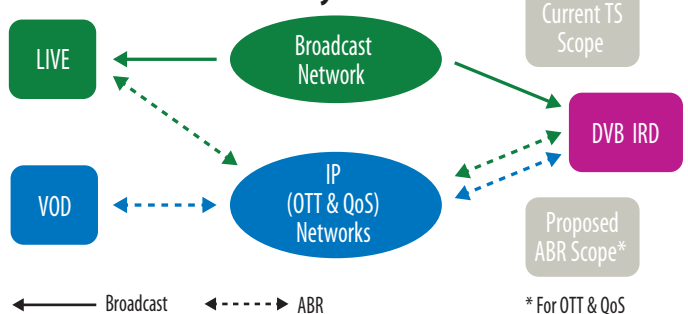 Current TS
Scope
LIVE
Broadcast
Network
DVB IRD
VOD
IP
(OTT & QoS)
Networks
Proposed
ABR Scope*
Broadcast
ABR
* For OTT & QoS